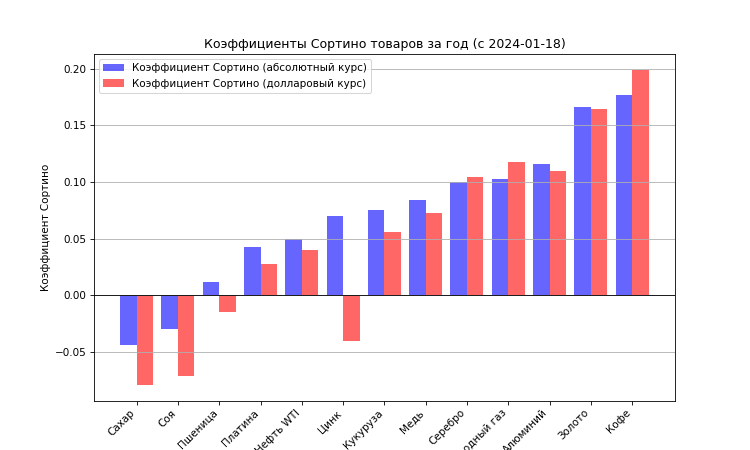 Коэффициенты Сортино товаров за год (с 2024-01-18)
Коэффициент Сортино (абсолютный курс)
Коэффициент Сортино (долларовый курс)
Коэффициент Сортино
0.20
0.15
0.10
0.05
0.00
−0.05
Сахар
Соя
Пшеница
Платина
Нефть WTI
Цинк
Кукуруза
Медь
Серебро
газ
Алюминий
Золото
Кофе